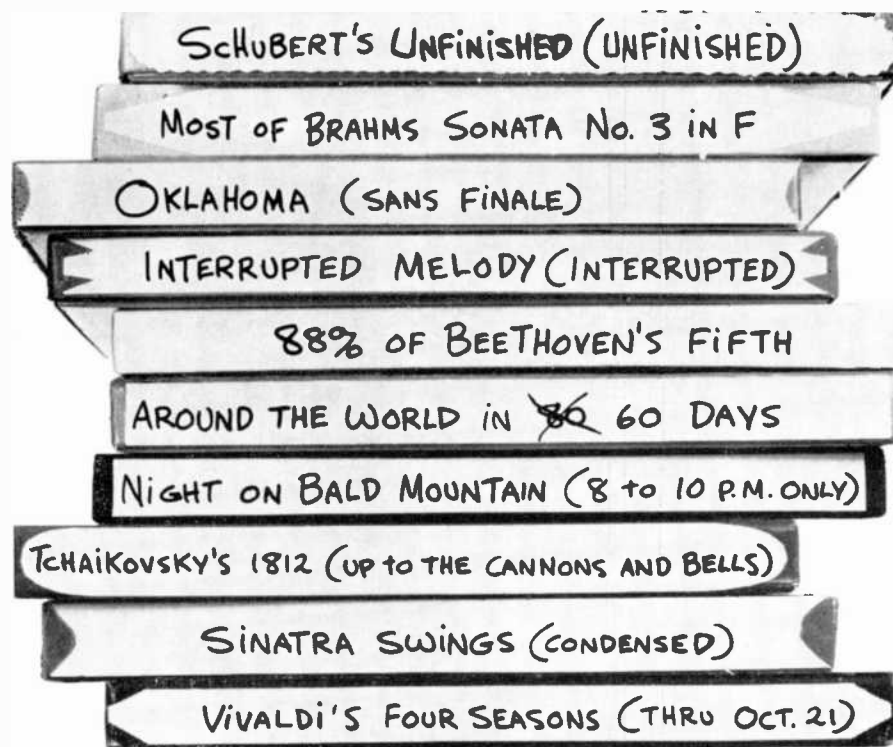 SCHUBERT'S UNFINISHED (UNFINISHED)
MOST OF BRAHMS SONATA NO. 3 IN F
OKLAHOMA (SANS FINALE)
INTERRUPTED MELODY (INTERRUPTED)
88% OF BEETHOVEN'S FIFTH
AROUND THE WORLD IN 80 60 DAYS
NIGHT ON BALD MOUNTAIN (8 to 10 P.M. ONLY)
TCHAIKOVSKY'S 1812 (UP to THE CANNONS AND BELLS)
SINATRA SWINGS (CONDENSED)
VIVALDI'S FOUR SEASONS (THRU OCT. 21)